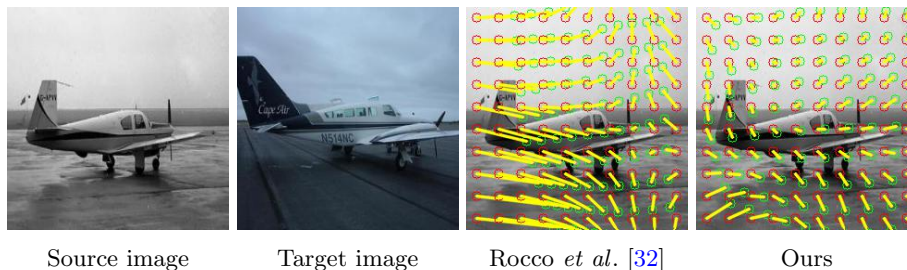 Cape Air
N514NC
Source image
Target image
Rocco et al. [32]
Ours